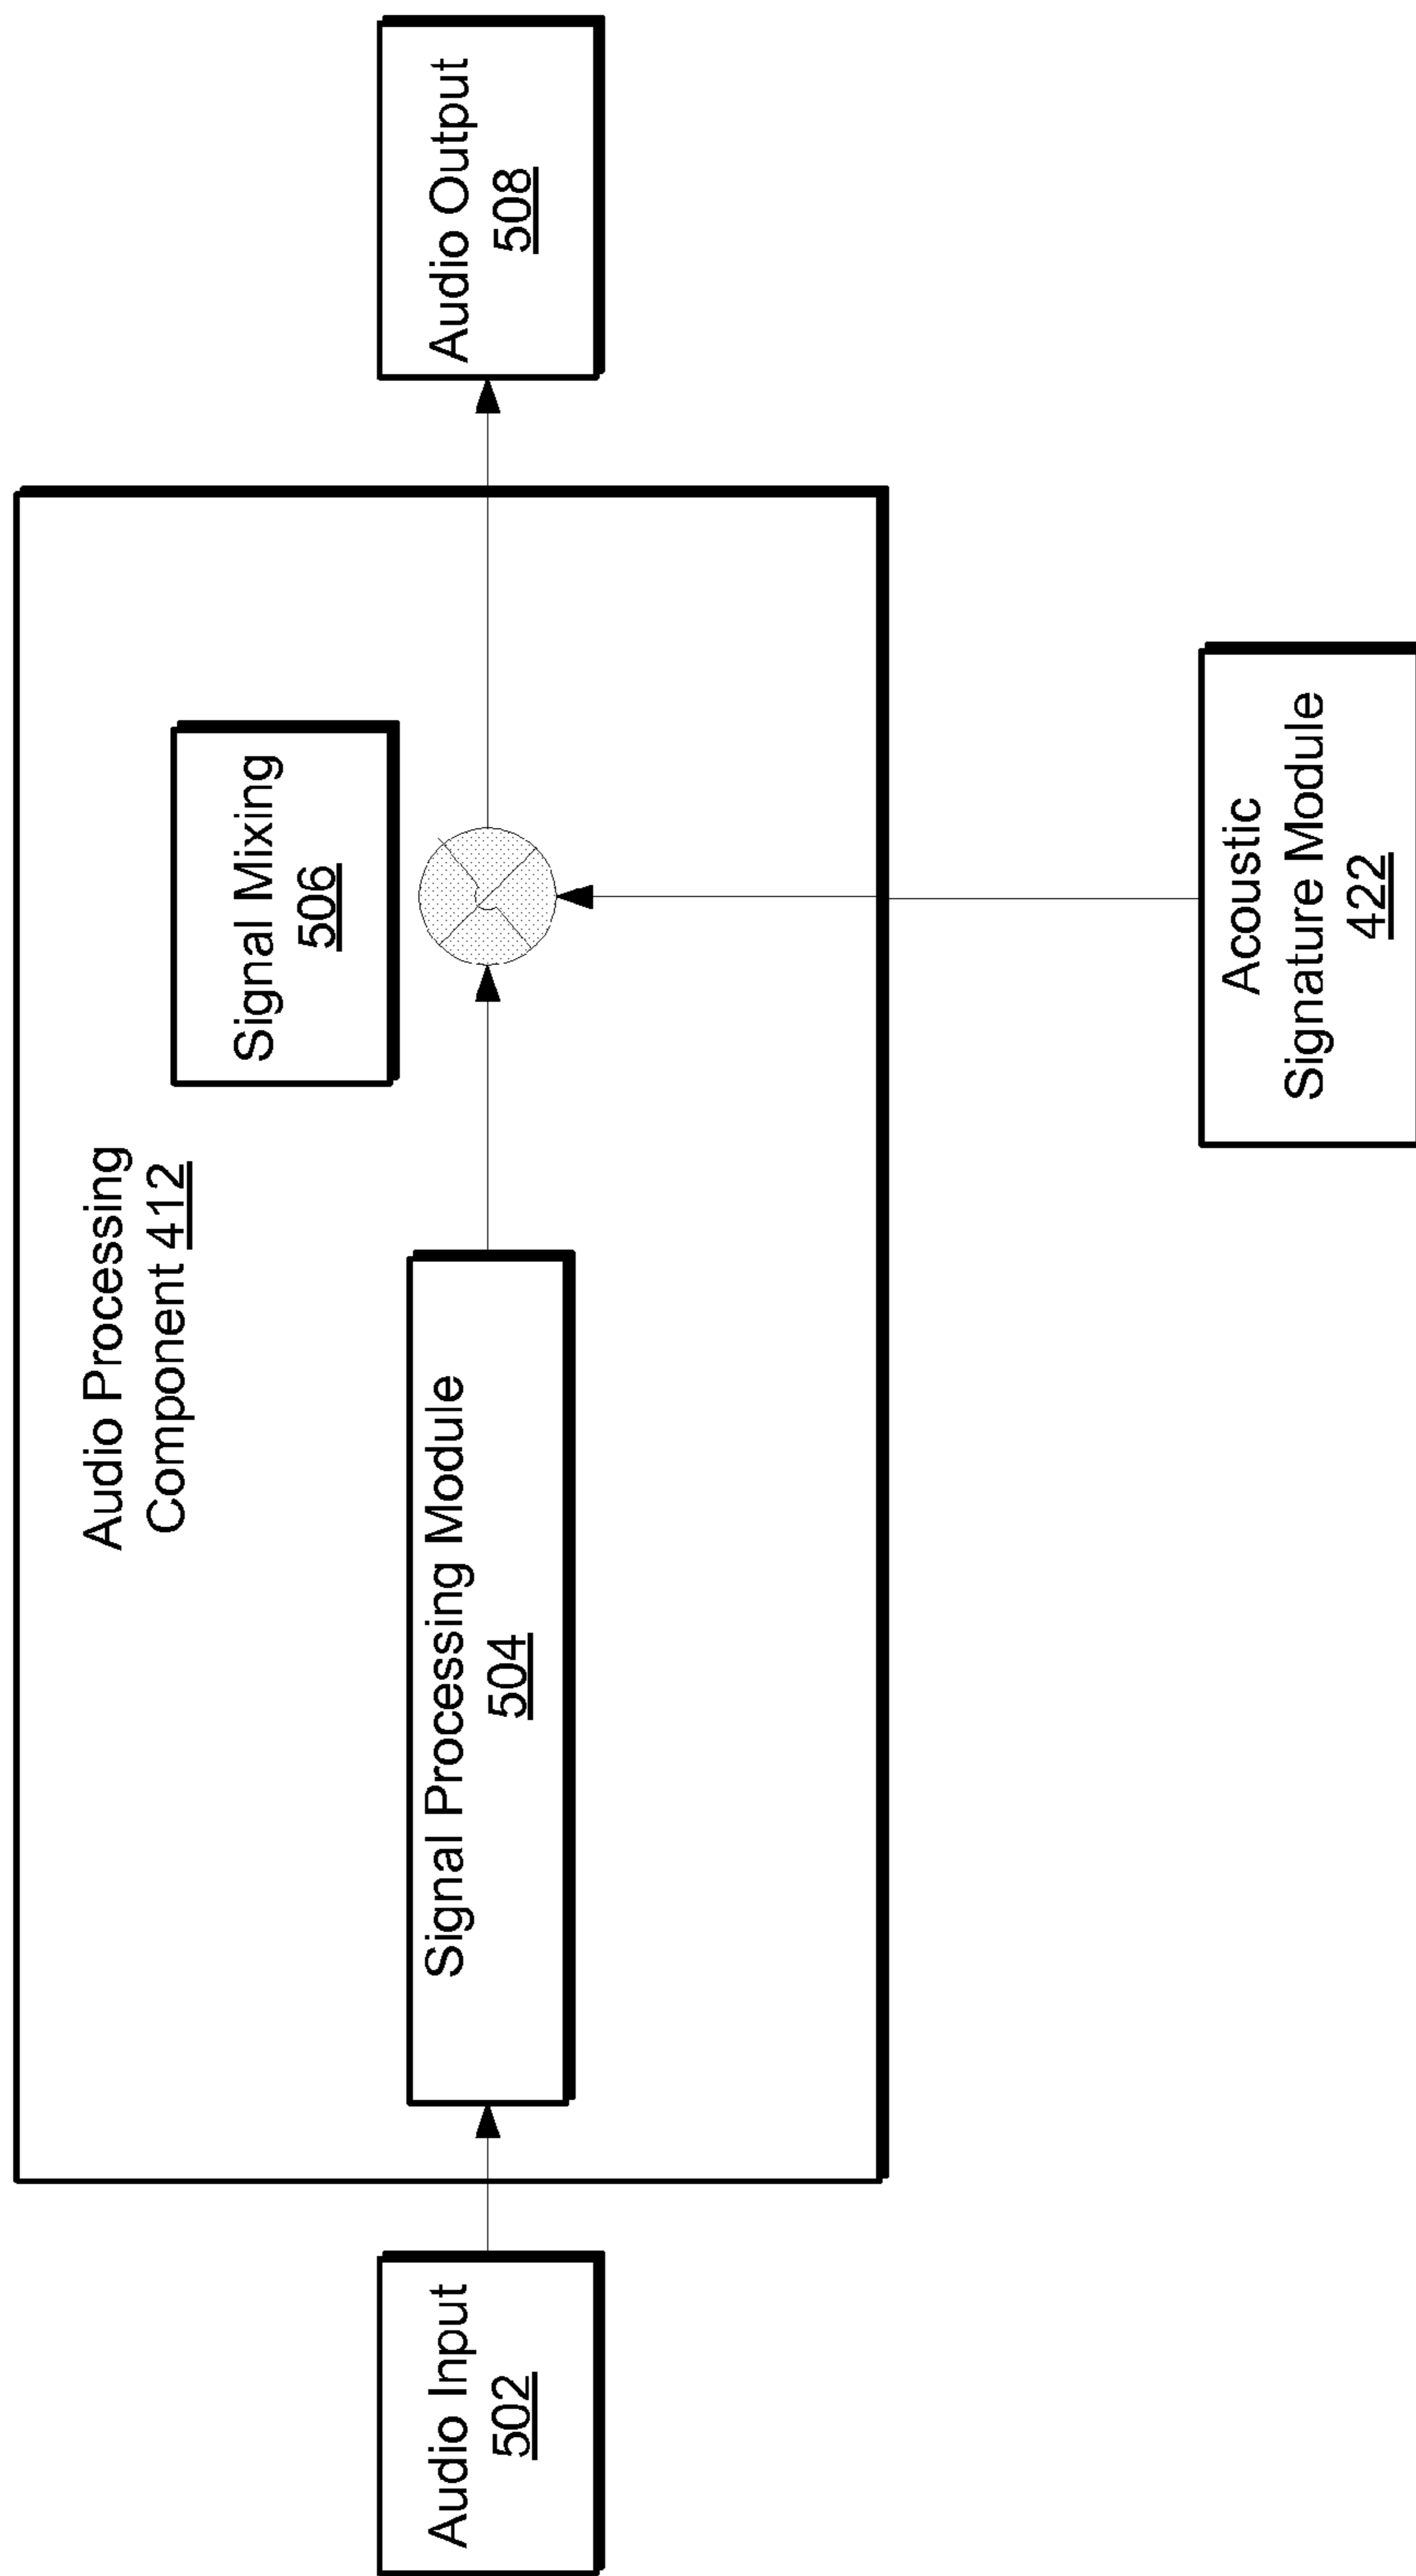 Audio Processing
Component 412
Signal Mixing
506
Audio Input
502
Signal Processing Module
504
Audio Output
508
Acoustic
Signature Module
422